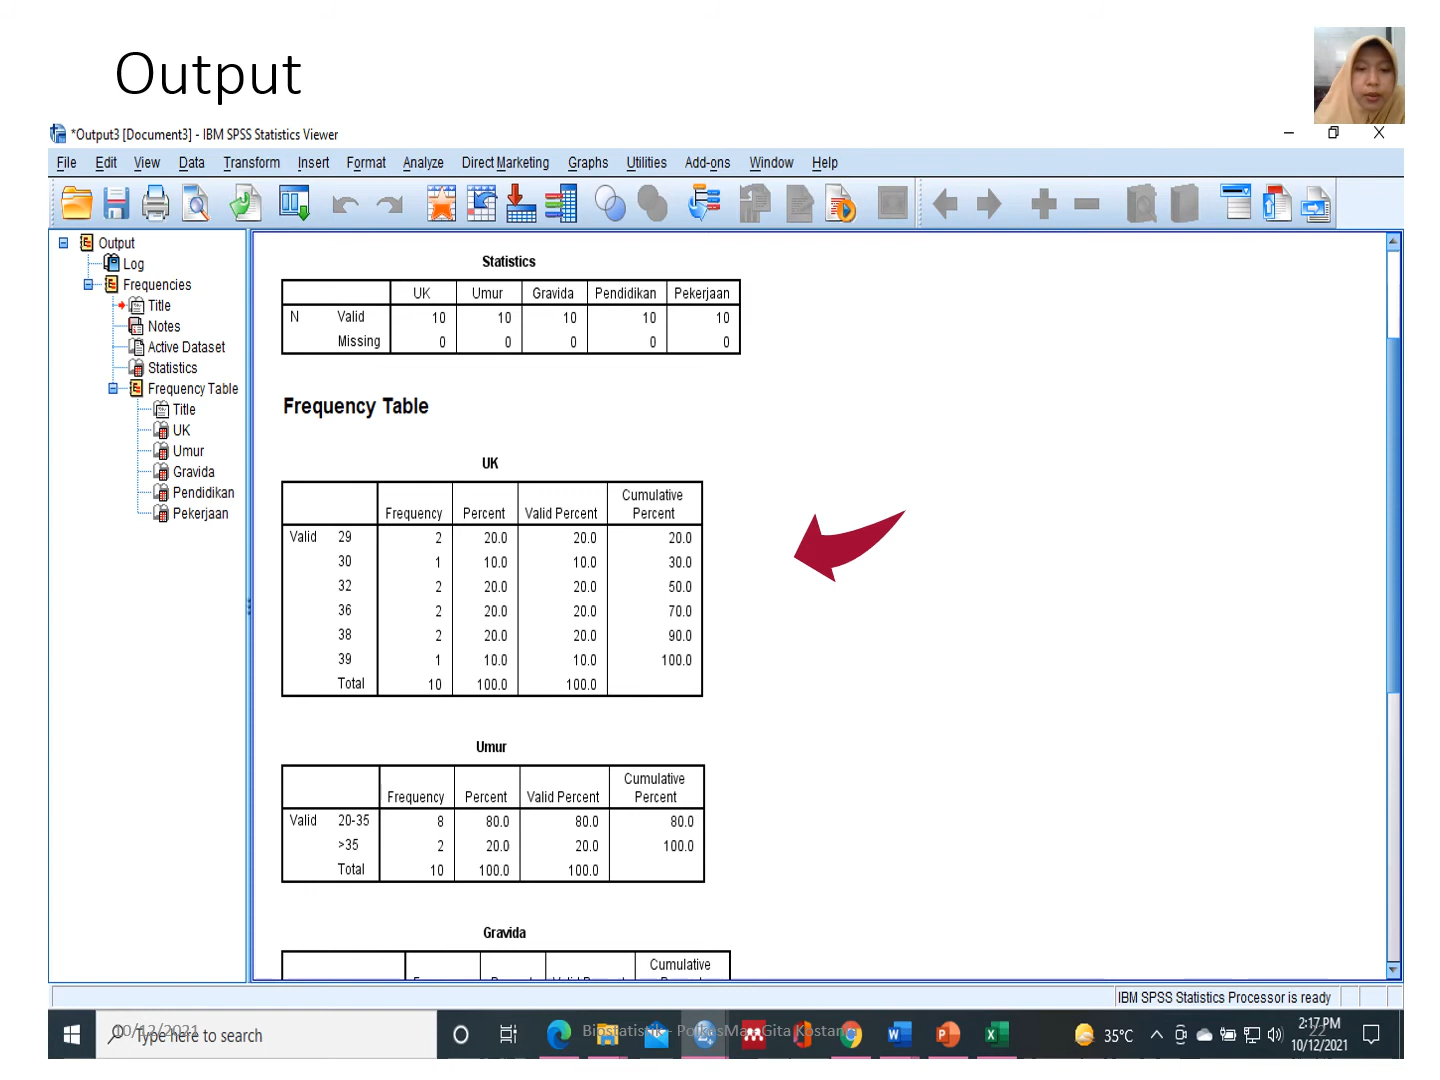 Output
*Output3 [Document3] - IBM SPSS Statistics Viewer
File Edit View Data Transform Insert Format Analyze Direct Marketing Graphs Utilities Add-ons Window Help
Output
Log
Frequencies
Title
Notes
Active Dataset
Statistics
Frequency Table
Title
UK
Umur
Gravida
Pendidikan
Pekerjaan
Statistics
UK Umur Gravida Pendidikan Pekerjaan
N Valid 10 10 10 10 10
Missing 0 0 0 0 0
Frequency Table
UK
Frequency Percent Valid Percent Cumulative Percent
Valid 29 2 20.0 20.0 20.0
30 1 10.0 10.0 30.0
32 2 20.0 20.0 50.0
36 2 20.0 20.0 70.0
38 2 20.0 20.0 90.0
39 1 10.0 10.0 100.0
Total 10 100.0 100.0
Umur
Frequency Percent Valid Percent Cumulative Percent
Valid 20-35 8 80.0 80.0 80.0
>35 2 20.0 20.0 100.0
Total 10 100.0 100.0
Gravida
Cumulative
IBM SPSS Statistics Processor is ready
10/12/2021
Type here to search
35°C
2:17 PM
10/12/2021
22